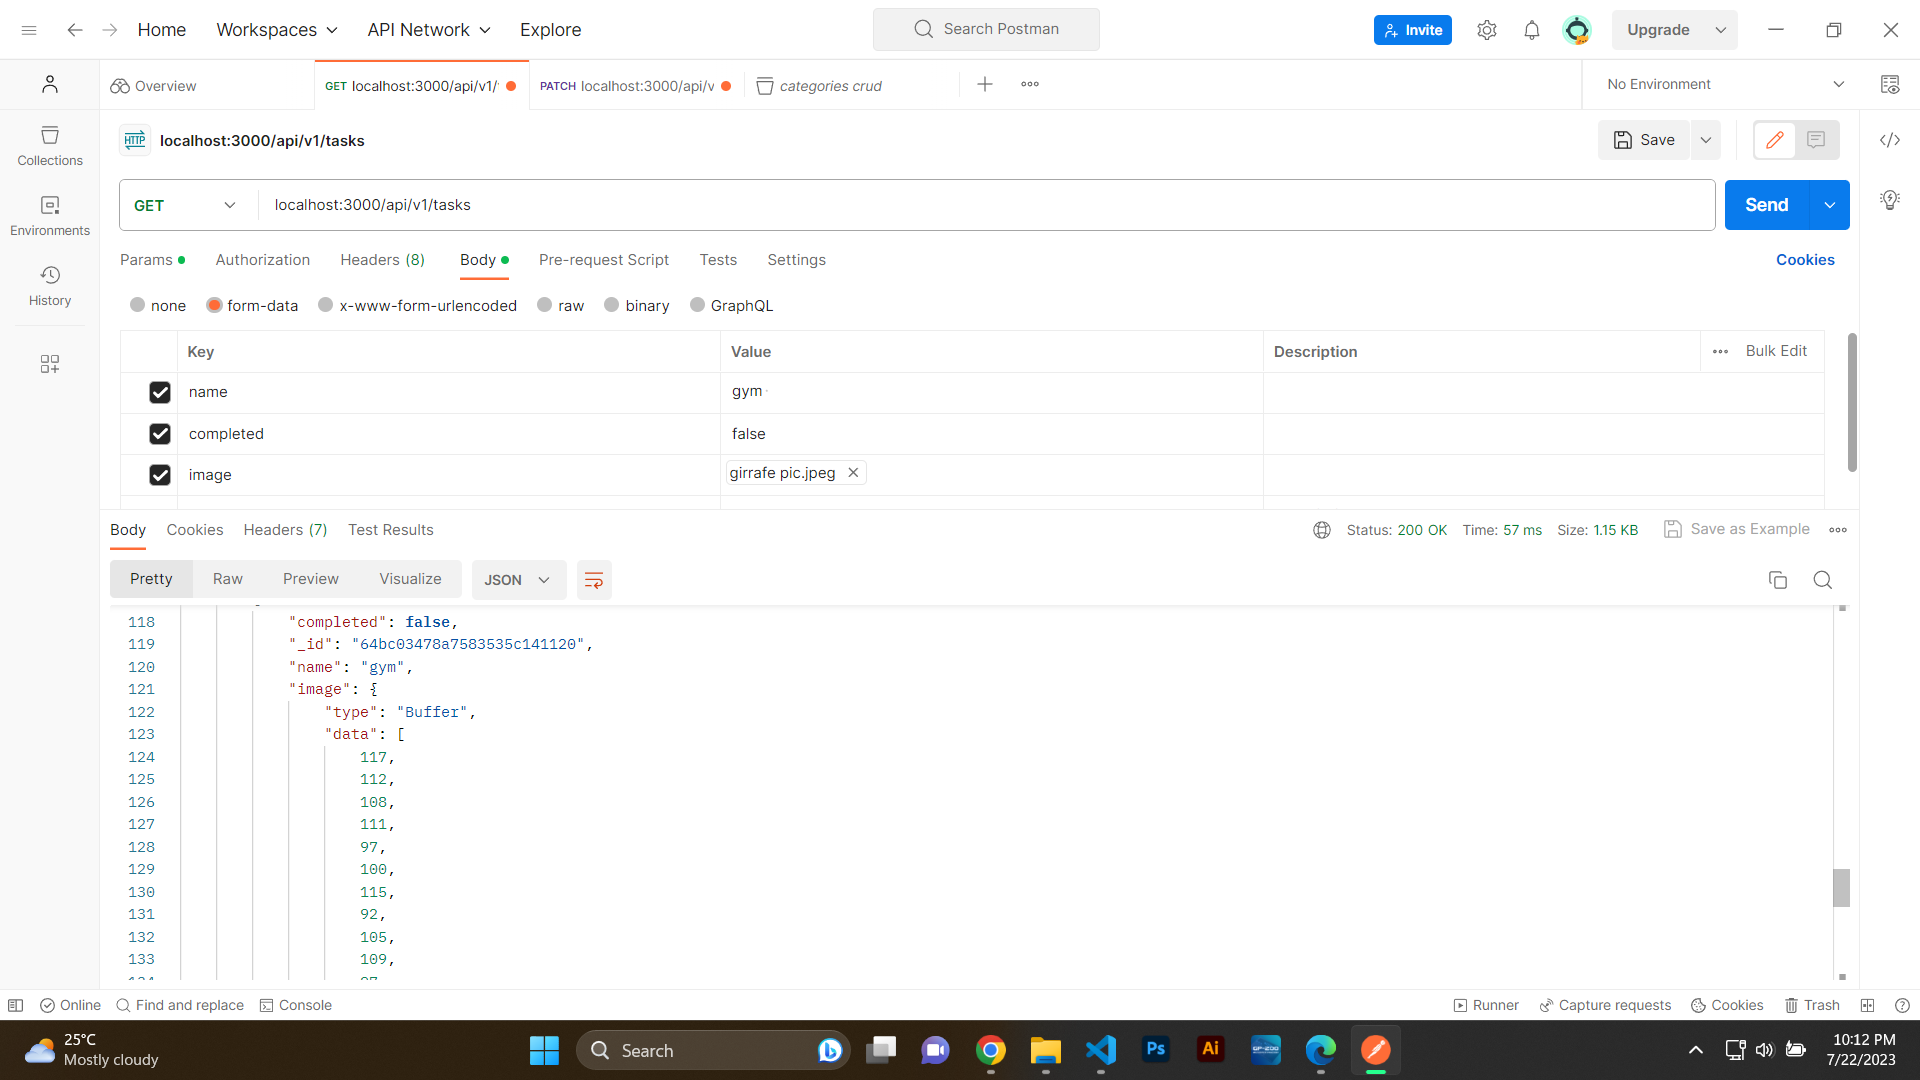 Home Workspaces API Network Explore Search Postman Invite Upgrade
Overview GET localhost:3000/api/v1/ PATCH localhost:3000/api/v categories crud No Environment
HTTP localhost:3000/api/v1/tasks Save
Collections
GET localhost:3000/api/v1/tasks Send
Environments
Params Authorization Headers (8) Body Pre-request Script Tests Settings Cookies
History
none form-data x-www-form-urlencoded raw binary GraphQL
Key Value Description Bulk Edit
name gym
completed false
image girrafe pic.jpeg
Body Cookies Headers (7) Test Results Status: 200 OK Time: 57 ms Size: 1.15 KB Save as Example
Pretty Raw Preview Visualize JSON
118 "completed": false,
119 "_id": "64bc03478a7583535c141120",
120 "name": "gym",
121 "image": {
122 "type": "Buffer",
123 "data": [
124 117,
125 112,
126 108,
127 111,
128 97,
129 100,
130 115,
131 92,
132 105,
133 109,
Online Find and replace Console Runner Capture requests Cookies Trash
25°C
Mostly cloudy
Search
Ps Ai
10:12 PM
7/22/2023